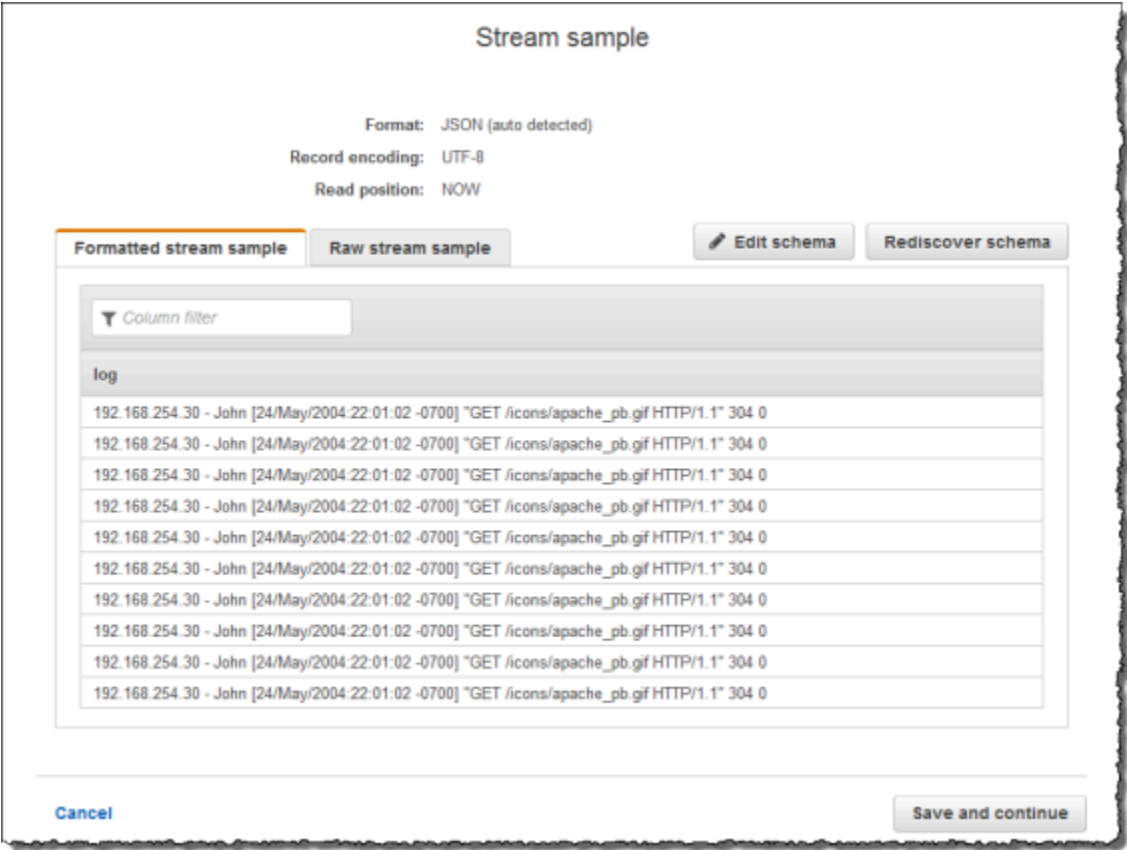 Stream sample
Format: JSON (auto detected)
Record encoding: UTF-8
Read position: NOW
Formatted stream sample Raw stream sample Edit schema Rediscover schema
Column filter
log
192.168.254.30 - John [24/May/2004:22:01:02 -0700] "GET /icons/apache_pb.gif HTTP/1.1" 304 0
192.168.254.30 - John [24/May/2004:22:01:02 -0700] "GET /icons/apache_pb.gif HTTP/1.1" 304 0
192.168.254.30 - John [24/May/2004:22:01:02 -0700] "GET /icons/apache_pb.gif HTTP/1.1" 304 0
192.168.254.30 - John [24/May/2004:22:01:02 -0700] "GET /icons/apache_pb.gif HTTP/1.1" 304 0
192.168.254.30 - John [24/May/2004:22:01:02 -0700] "GET /icons/apache_pb.gif HTTP/1.1" 304 0
192.168.254.30 - John [24/May/2004:22:01:02 -0700] "GET /icons/apache_pb.gif HTTP/1.1" 304 0
192.168.254.30 - John [24/May/2004:22:01:02 -0700] "GET /icons/apache_pb.gif HTTP/1.1" 304 0
192.168.254.30 - John [24/May/2004:22:01:02 -0700] "GET /icons/apache_pb.gif HTTP/1.1" 304 0
192.168.254.30 - John [24/May/2004:22:01:02 -0700] "GET /icons/apache_pb.gif HTTP/1.1" 304 0
192.168.254.30 - John [24/May/2004:22:01:02 -0700] "GET /icons/apache_pb.gif HTTP/1.1" 304 0
Cancel Save and continue